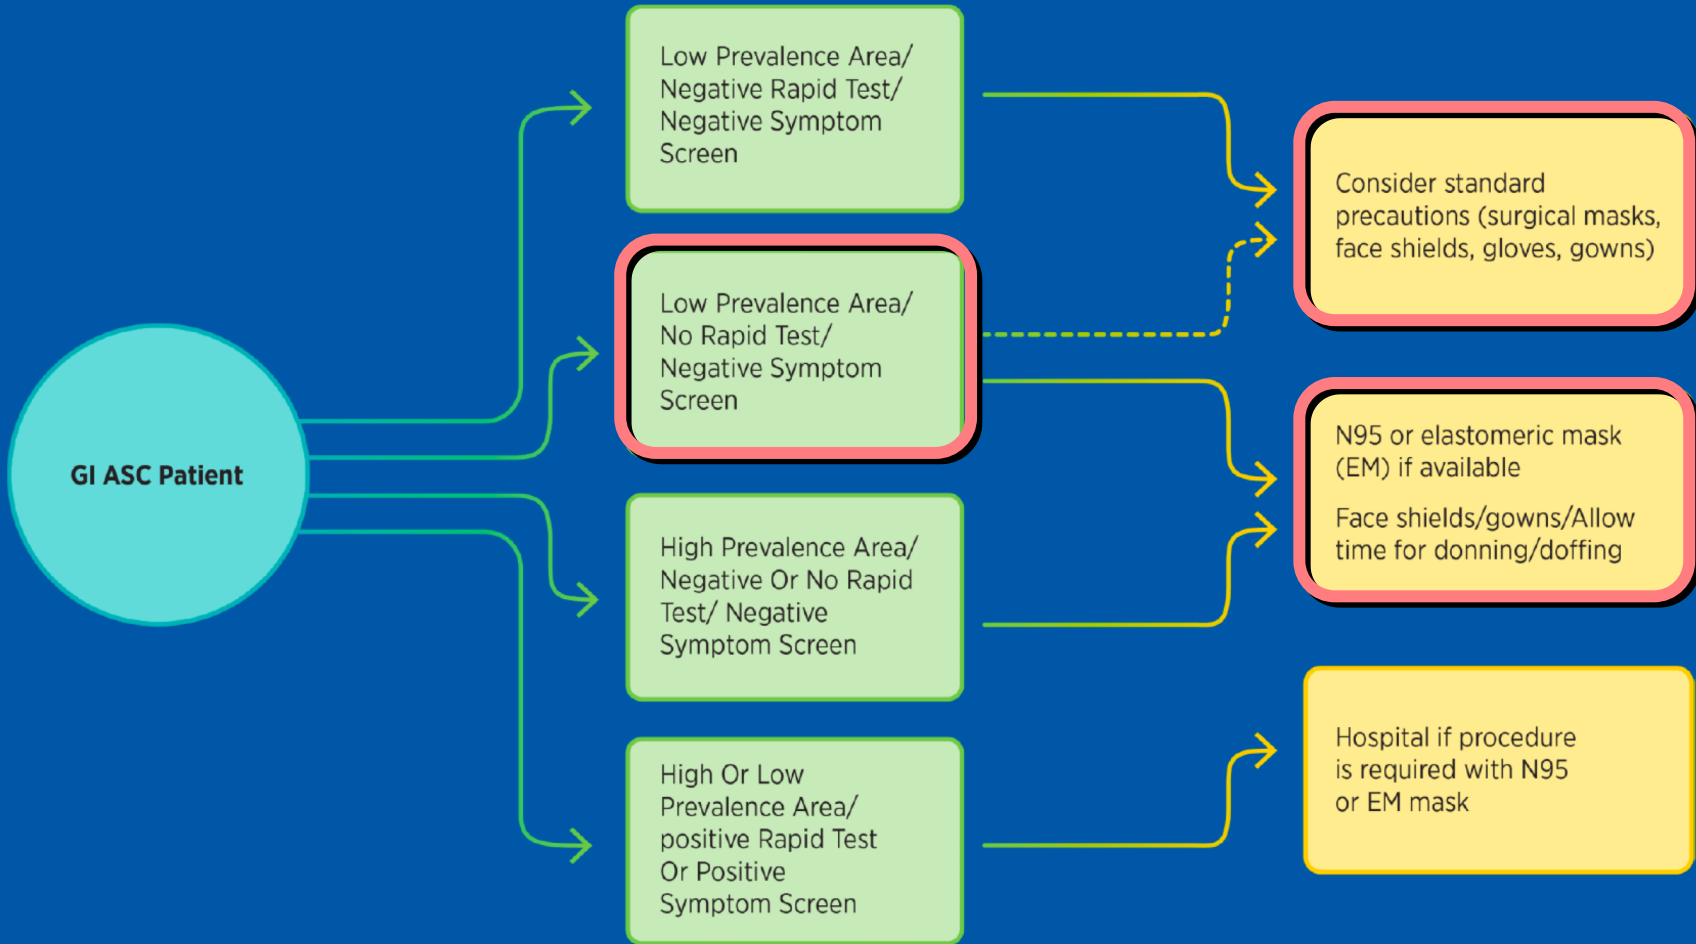 GI ASC Patient
Low Prevalence Area/
Negative Rapid Test/
Negative Symptom
Screen
Low Prevalence Area/
No Rapid Test/
Negative Symptom
Screen
High Prevalence Area/
Negative Or No Rapid
Test/ Negative
Symptom Screen
High Or Low
Prevalence Area/
positive Rapid Test
Or Positive
Symptom Screen
Consider standard
precautions (surgical masks,
face shields, gloves, gowns)
N95 or elastomeric mask
(EM) if available
Face shields/gowns/Allow
time for donning/doffing
Hospital if procedure
is required with N95
or EM mask